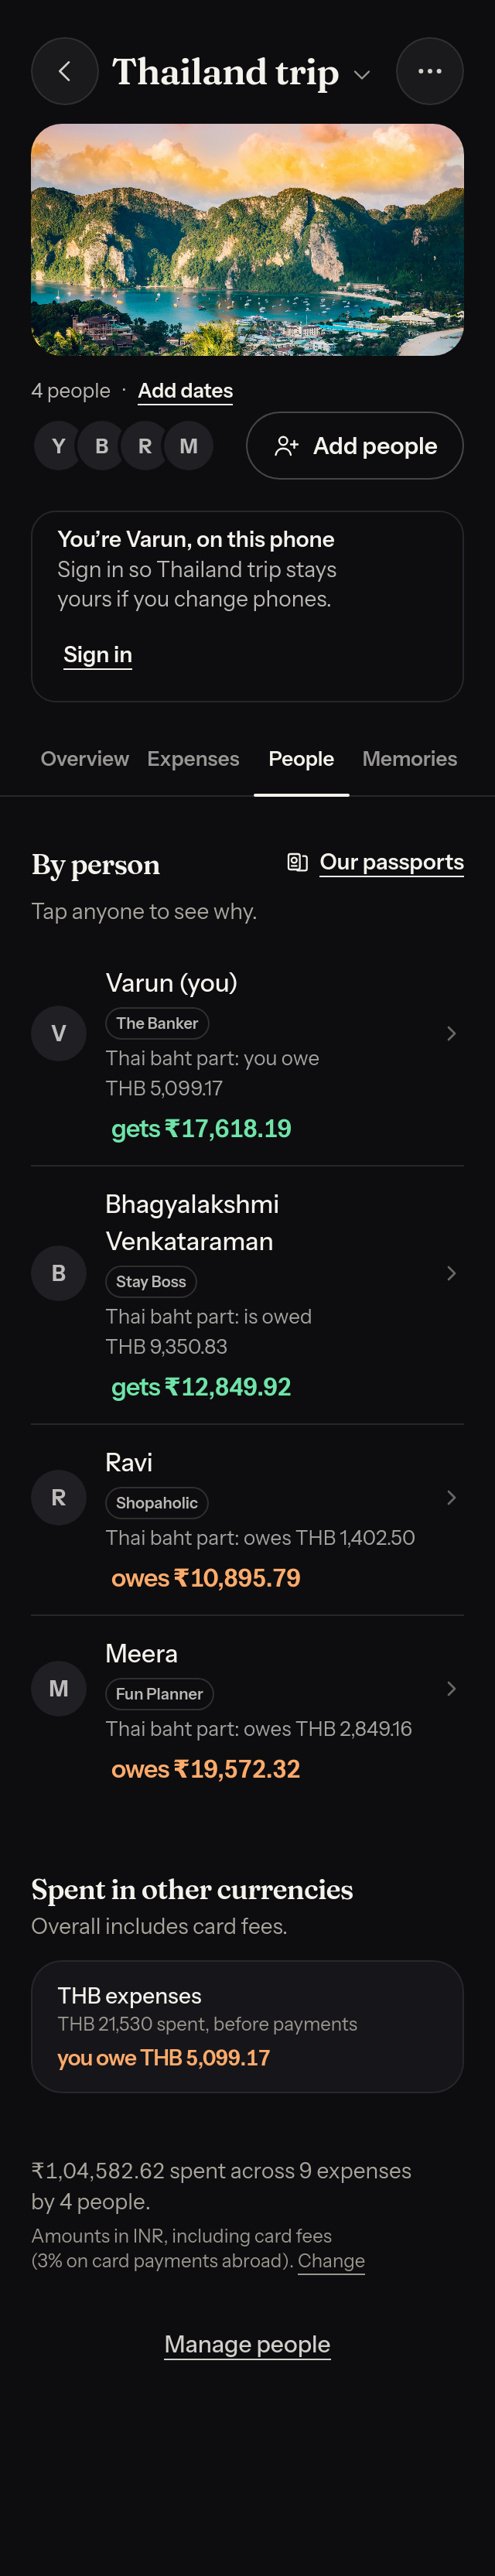 Thailand trip
4 people · Add dates
Y B R M
Add people
You’re Varun, on this phone
Sign in so Thailand trip stays
yours if you change phones.
Sign in
Overview Expenses People Memories
By person
Our passports
Tap anyone to see why.
V
Varun (you)
The Banker
Thai baht part: you owe
THB 5,099.17
gets ₹17,618.19
B
Bhagyalakshmi
Venkataraman
Stay Boss
Thai baht part: is owed
THB 9,350.83
gets ₹12,849.92
R
Ravi
Shopaholic
Thai baht part: owes THB 1,402.50
owes ₹10,895.79
M
Meera
Fun Planner
Thai baht part: owes THB 2,849.16
owes ₹19,572.32
Spent in other currencies
Overall includes card fees.
THB expenses
THB 21,530 spent, before payments
you owe THB 5,099.17
₹1,04,582.62 spent across 9 expenses
by 4 people.
Amounts in INR, including card fees
(3% on card payments abroad). Change
Manage people